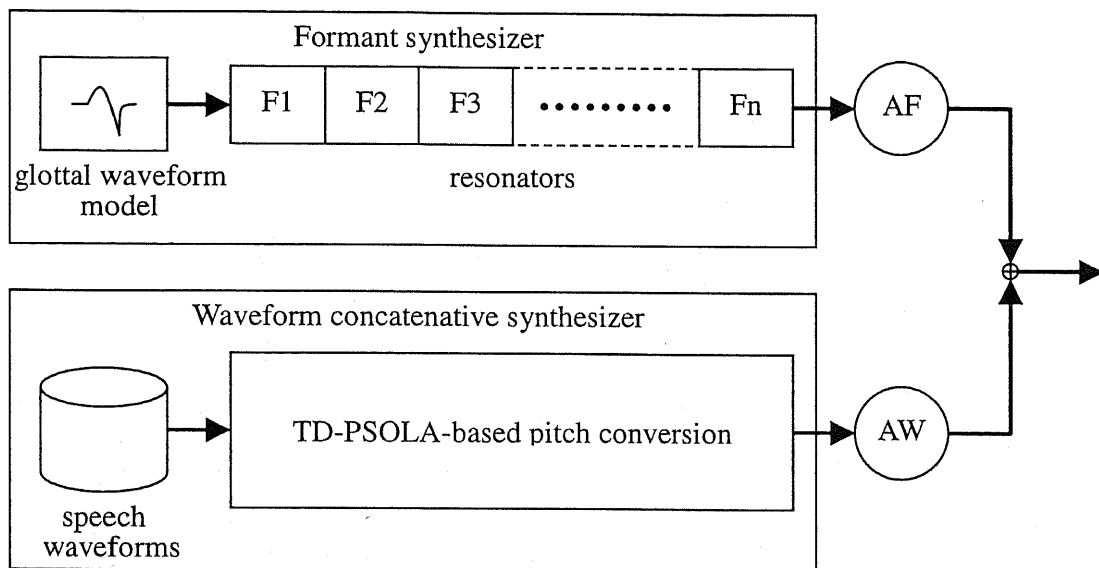 Formant synthesizer
F1 F2 F3 ········· Fn
AF
glottal waveform
model
resonators
Waveform concatenative synthesizer
TD-PSOLA-based pitch conversion
AW
speech
waveforms